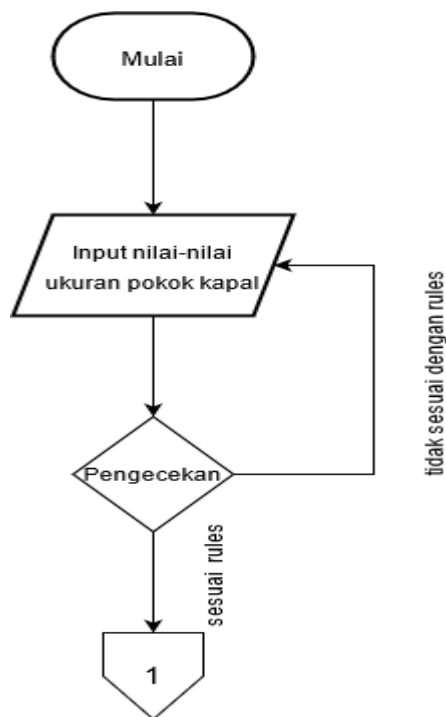 Mulai
Input nilai-nilai
ukuran pokok kapal
tidak sesuai dengan rules
Pengecekan
sesuai rules
1